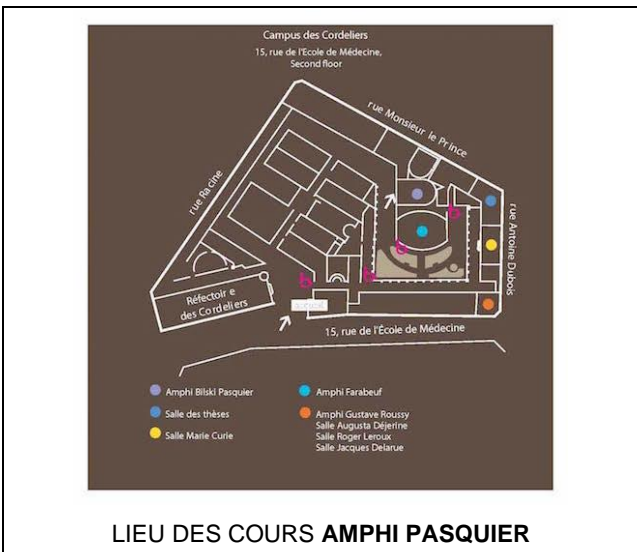 Campus des Cordeliers
15, rue de l'Ecole de Médecine,
Second floor
rue Monsieur le Prince
rue Racine
rue Antoine Dubois
Réfectoir e
des Cordeliers
15, rue de l'École de Médecine
Amphi Bilski Pasquier
Salle des thèses
Salle Marie Curie
Amphi Farabeuf
Amphi Gustave Roussy
Salle Augusta Déjerine
Salle Roger Leroux
Salle Jacques Delarue
LIEU DES COURS AMPHI PASQUIER